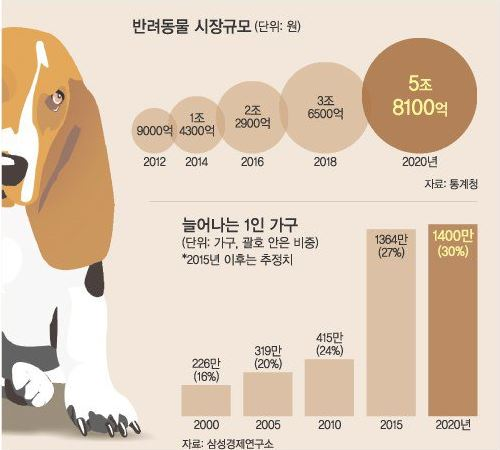 반려동물 시장규모 (단위: 원)
9000억
1조
4300억
2조
2900억
3조
6500억
5조
8100억
2012 2014 2016 2018 2020년
자료: 통계청
늘어나는 1인 가구
(단위: 가구, 괄호 안은 비중)
*2015년 이후는 추정치
226만
(16%)
319만
(20%)
415만
(24%)
1364만
(27%)
1400만
(30%)
2000 2005 2010 2015 2020년
자료: 삼성경제연구소